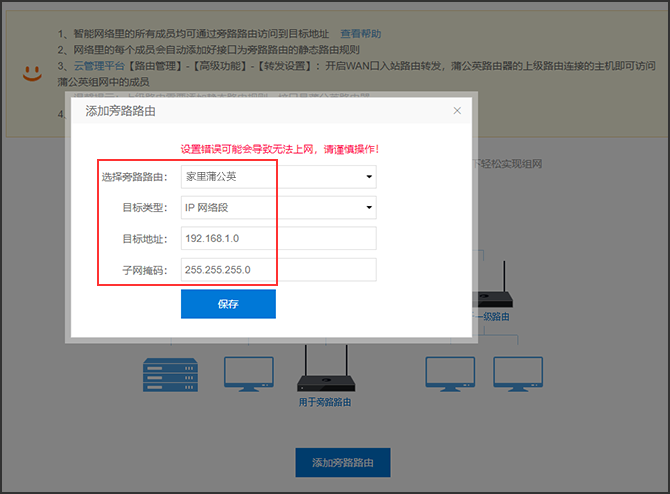 1、智能网络里的所有成员均可通过旁路路由访问到目标地址 查看帮助
2、网络里的每个成员会自动添加好接口为旁路路由的静态路由规则
3、云管理平台【路由管理】-【高级功能】-【转发设置】：开启WAN口入站路由转发，蒲公英路由器的上级路由连接的主机即可访问
蒲公英组网中的成员
4、
添加旁路路由 ×
设置错误可能会导致无法上网，请谨慎操作！
选择旁路路由： 家里蒲公英
目标类型： IP 网络段
目标地址： 192.168.1.0
子网掩码： 255.255.255.0
保存
下轻松实现组网
一级路由
用于旁路路由
添加旁路路由